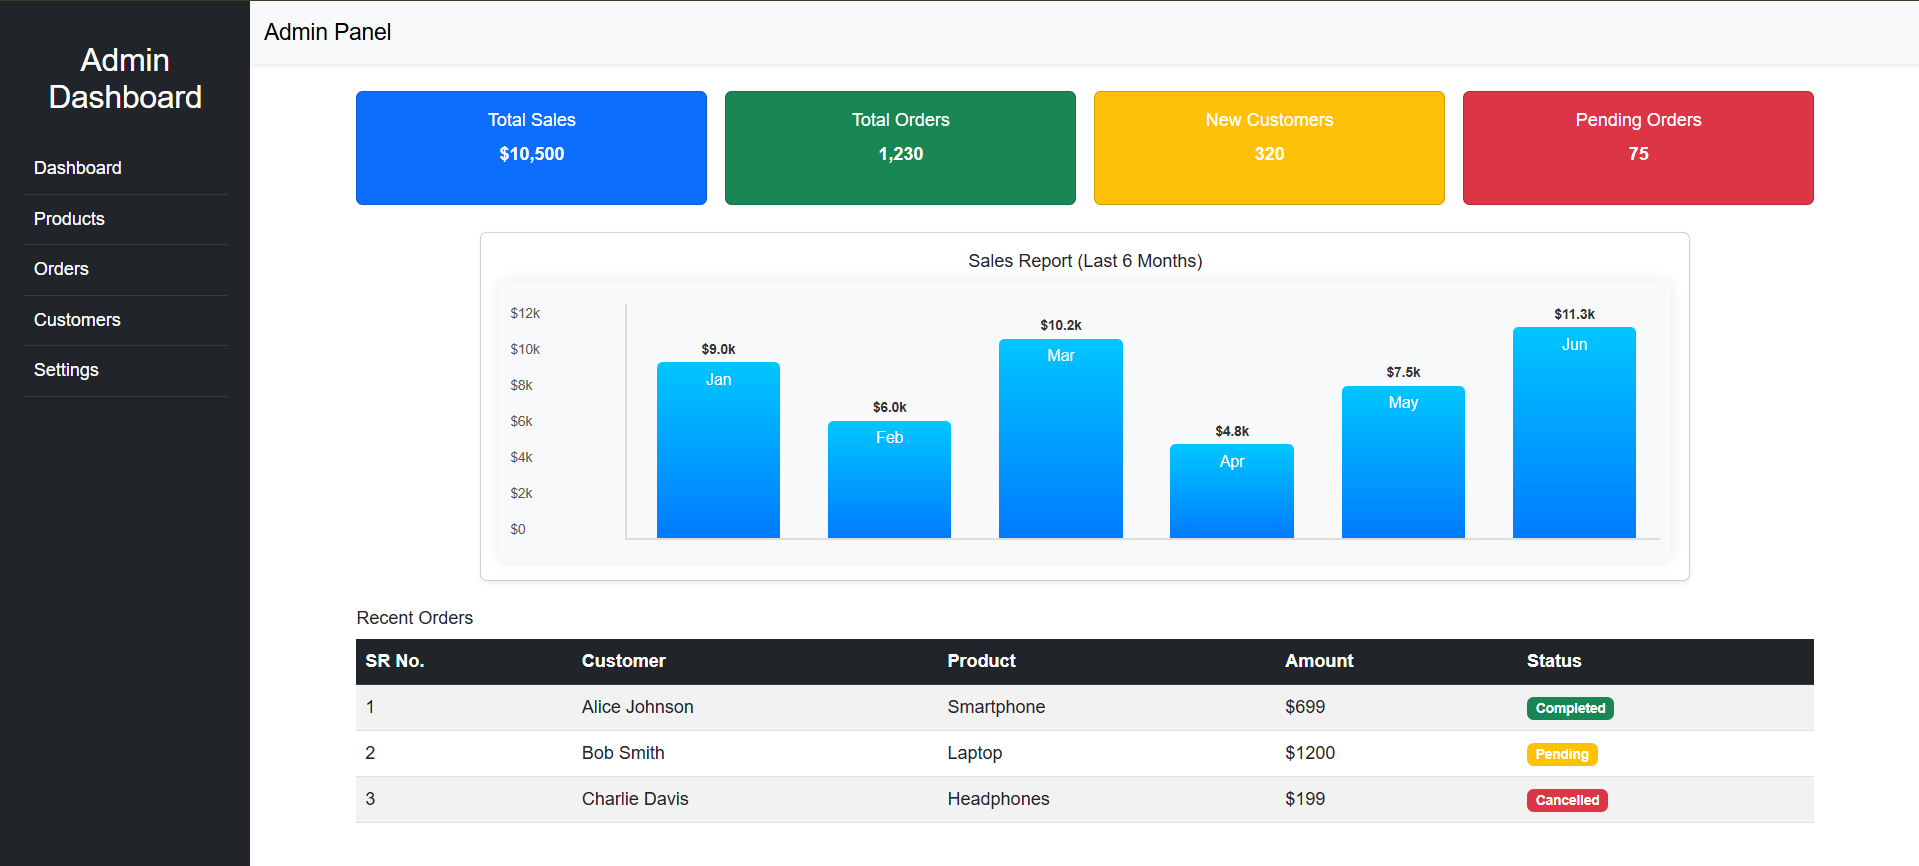 Admin
Dashboard
Dashboard
Products
Orders
Customers
Settings
Admin Panel
Total Sales
$10,500
Total Orders
1,230
New Customers
320
Pending Orders
75
Sales Report (Last 6 Months)
$12k
$10k
$8k
$6k
$4k
$2k
$0
$9.0k
Jan
$6.0k
Feb
$10.2k
Mar
$4.8k
Apr
$7.5k
May
$11.3k
Jun
Recent Orders
SR No. Customer Product Amount Status
1 Alice Johnson Smartphone $699 Completed
2 Bob Smith Laptop $1200 Pending
3 Charlie Davis Headphones $199 Cancelled